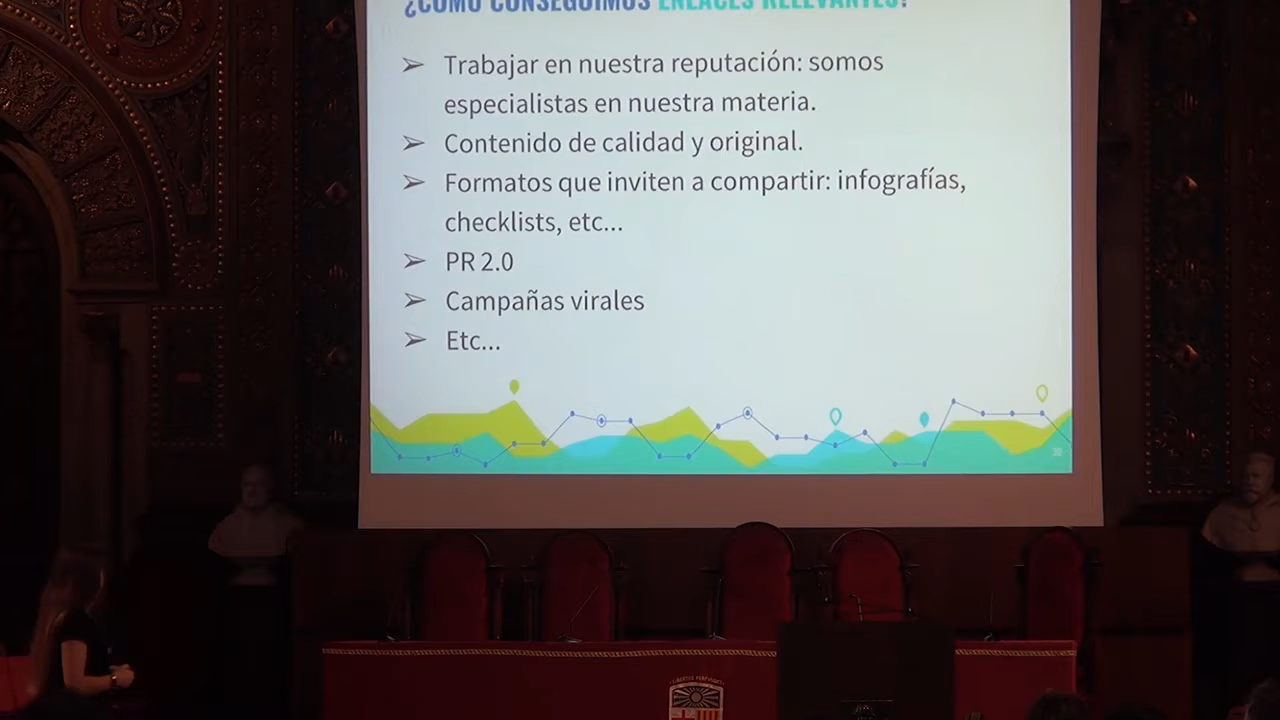 ¿CÓMO CONSEGUIMOS ENLACES RELEVANTES?
➢ Trabajar en nuestra reputación: somos
especialistas en nuestra materia.
➢ Contenido de calidad y original.
➢ Formatos que inviten a compartir: infografías,
checklists, etc...
➢ PR 2.0
➢ Campañas virales
➢ Etc...